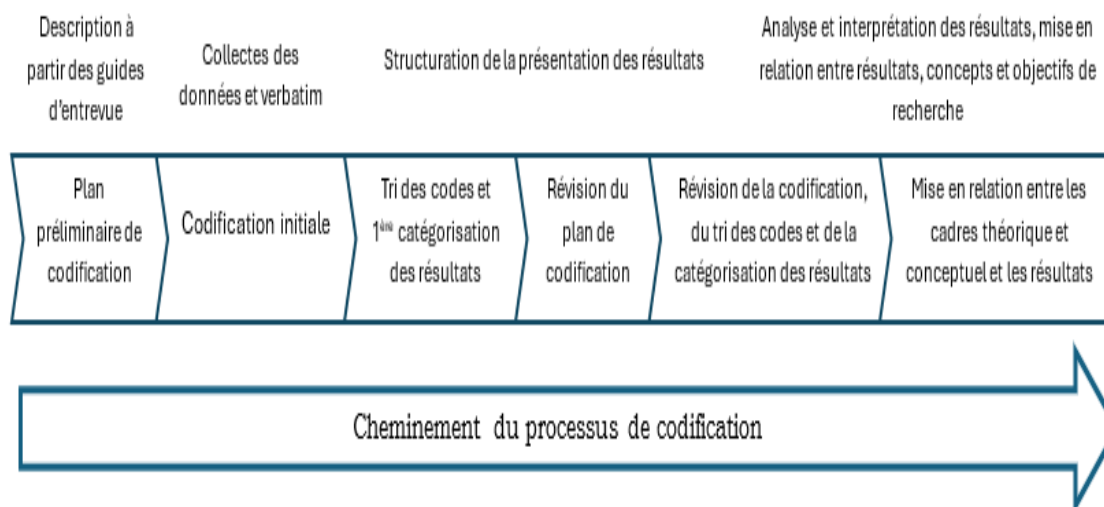 Description à
partir des guides
d'entrevue
Collectes des
données et verbatim
Structuration de la présentation des résultats
Analyse et interprétation des résultats, mise en
relation entre résultats, concepts et objectifs de
recherche
Plan
préliminaire de
codification
Codification initiale
Tri des codes et
1ère catégorisation
des résultats
Révision du
plan de
codification
Révision de la codification,
du tri des codes et de la
catégorisation des résultats
Mise en relation entre les
cadres théorique et
conceptuel et les résultats
Cheminement du processus de codification